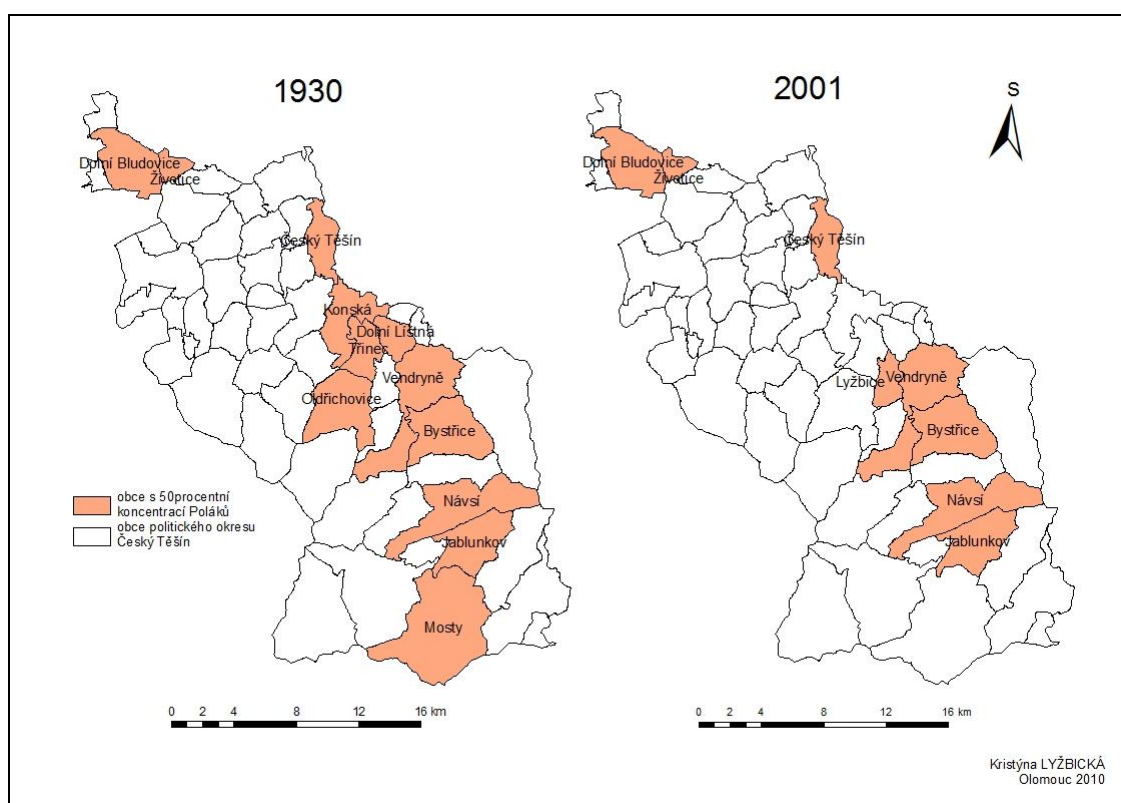 1930
Dolní Bludovice
Životice
Český Těšín
Konská
Dolní Líštná
Třinec
Vendryně
Oldřichovice
Bystřice
Návsí
Jablunkov
Mosty
obce s 50procentní
koncentrací Poláků
obce politického okresu
Český Těšín
0 2 4 8 12 16 km
2001
S
Dolní Bludovice
Životice
Český Těšín
Lyžbice
Vendryně
Bystřice
Návsí
Jablunkov
0 2 4 8 12 16 km
Kristýna LYŽBICKÁ
Olomouc 2010